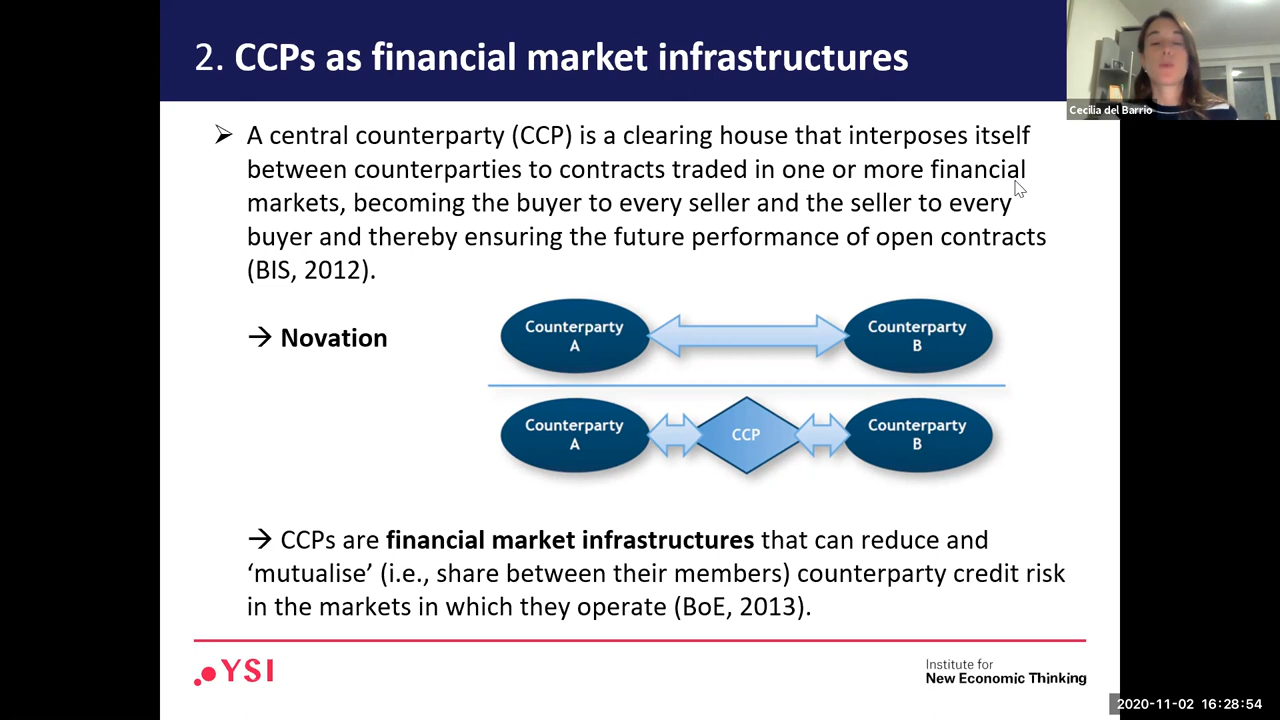 2. CCPs as financial market infrastructures
Cecilia del Barrio
➢ A central counterparty (CCP) is a clearing house that interposes itself
between counterparties to contracts traded in one or more financial
markets, becoming the buyer to every seller and the seller to every
buyer and thereby ensuring the future performance of open contracts
(BIS, 2012).
→ Novation
Counterparty
A
Counterparty
B
Counterparty
A
CCP
Counterparty
B
→ CCPs are financial market infrastructures that can reduce and
‘mutualise’ (i.e., share between their members) counterparty credit risk
in the markets in which they operate (BoE, 2013).
YSI
Institute for
New Economic Thinking
2020-11-02 16:28:54